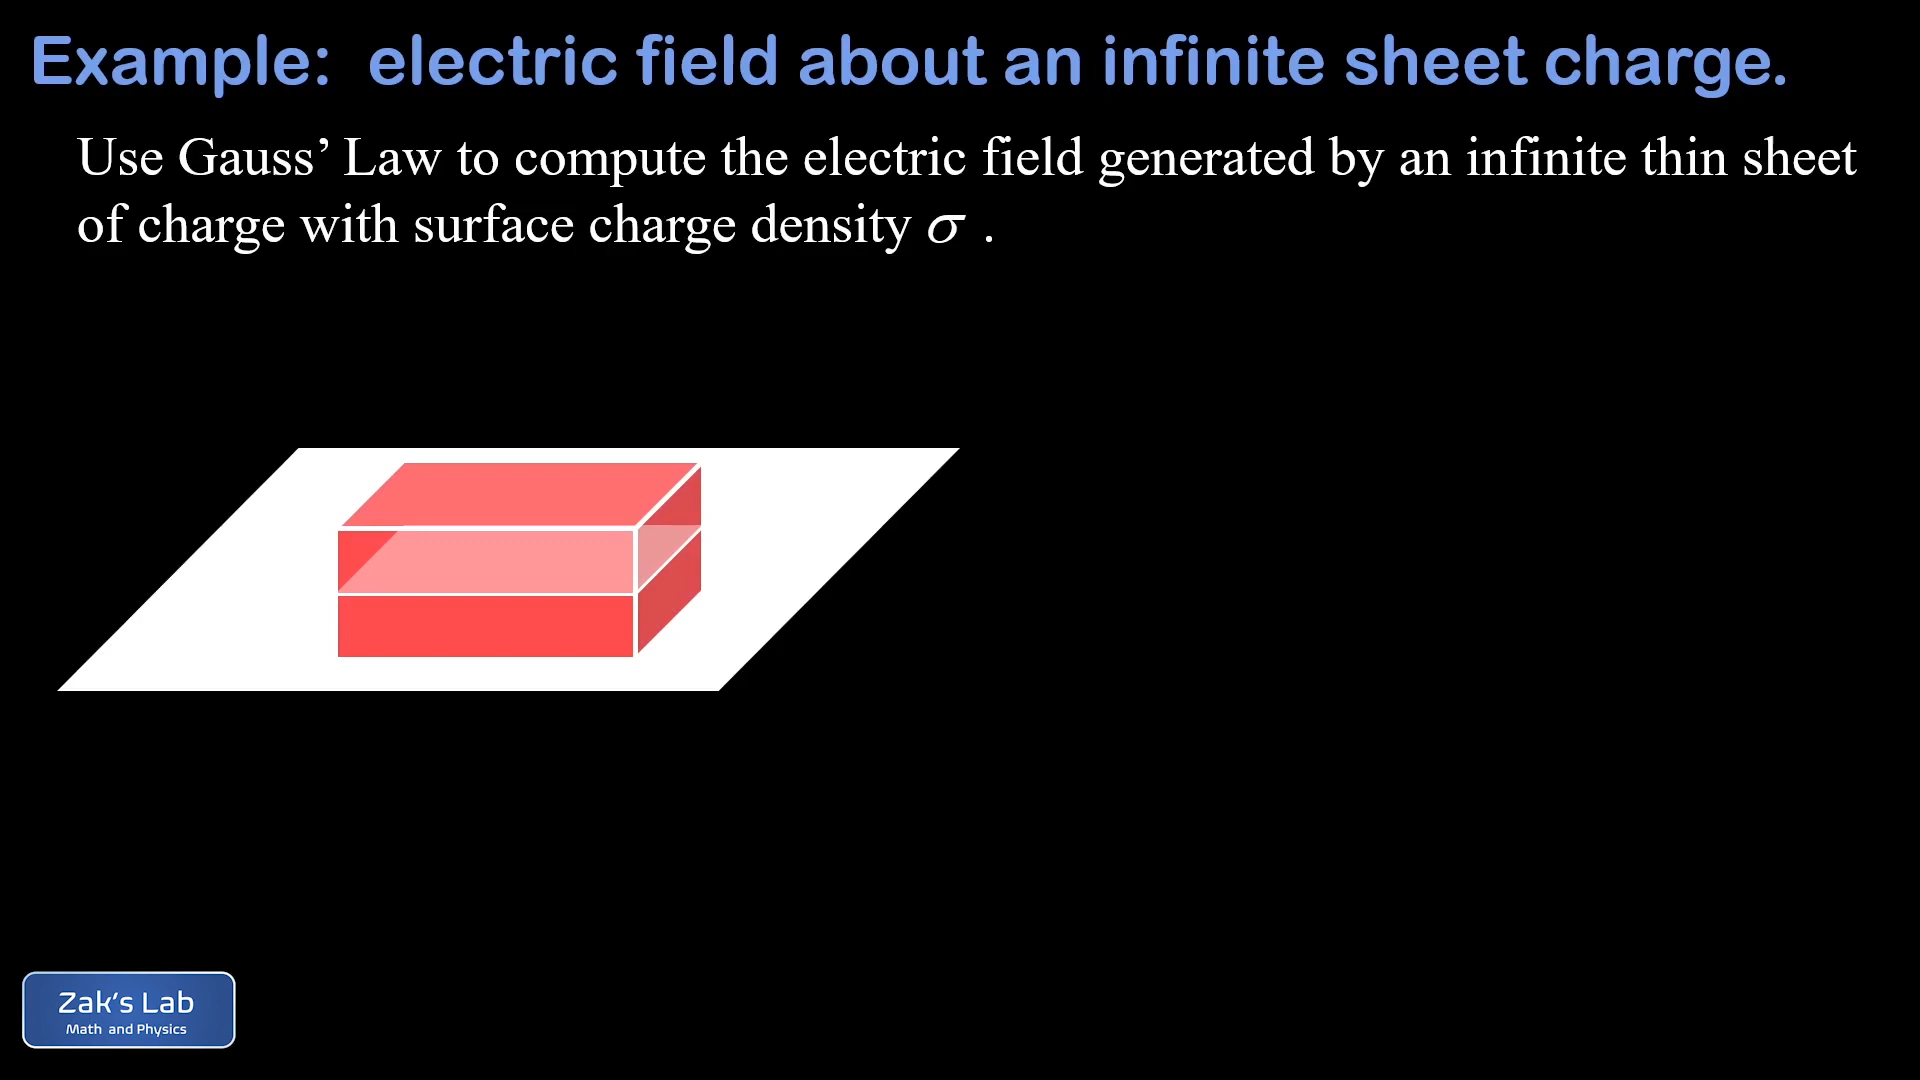 Example: electric field about an infinite sheet charge.
Use Gauss’ Law to compute the electric field generated by an infinite thin sheet
of charge with surface charge density σ .
Zak's Lab
Math and Physics